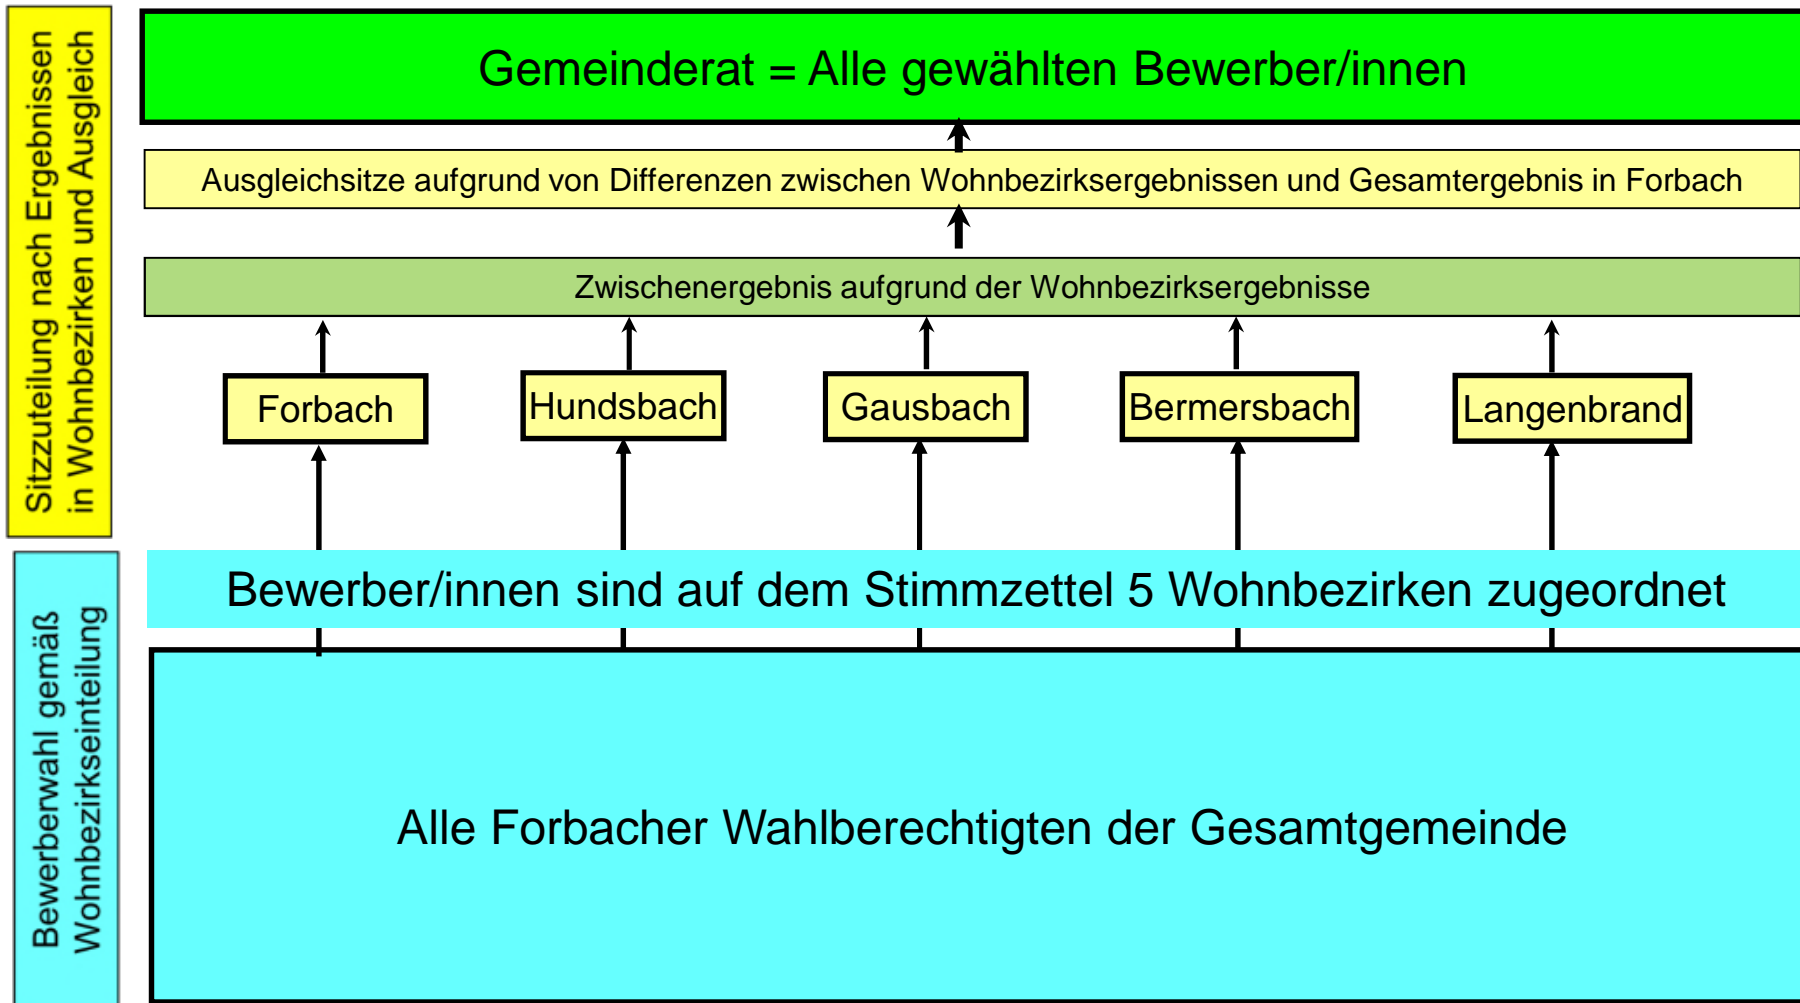 Sitzzuteilung nach Ergebnissen
in Wohnbezirken und Ausgleich
Gemeinderat = Alle gewählten Bewerber/innen
Ausgleichsitze aufgrund von Differenzen zwischen Wohnbezirksergebnissen und Gesamtergebnis in Forbach
Zwischenergebnis aufgrund der Wohnbezirksergebnisse
Forbach
Hundsbach
Gausbach
Bermersbach
Langenbrand
Bewerberwahl gemäß
Wohnbezirkseinteilung
Bewerber/innen sind auf dem Stimmzettel 5 Wohnbezirken zugeordnet
Alle Forbacher Wahlberechtigten der Gesamtgemeinde